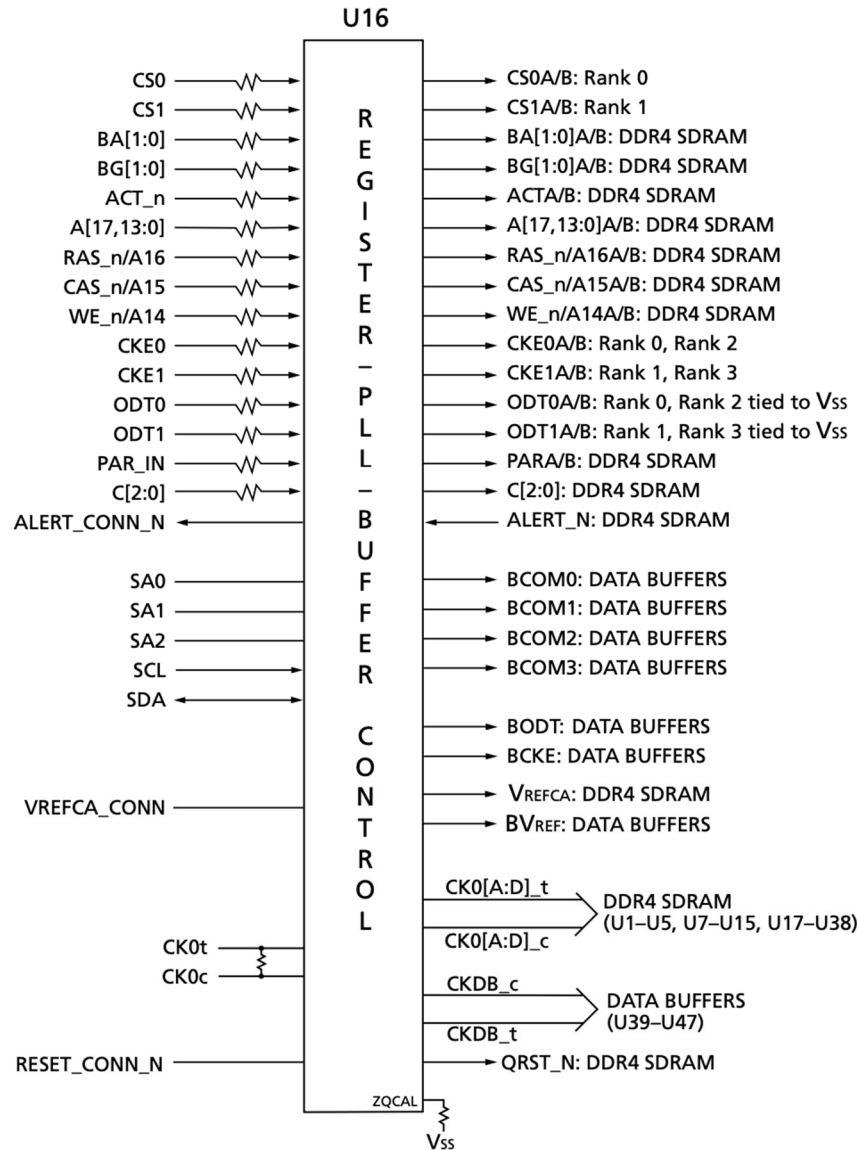 U16
CS0
CS1
BA[1:0]
BG[1:0]
ACT_n
A[17,13:0]
RAS_n/A16
CAS_n/A15
WE_n/A14
CKE0
CKE1
ODT0
ODT1
PAR_IN
C[2:0]
ALERT_CONN_N
SA0
SA1
SA2
SCL
SDA
VREFCA_CONN
CK0t
CK0c
RESET_CONN_N
REGISTER–PLL–BUFFER CONTROL
ZQCAL
CS0A/B: Rank 0
CS1A/B: Rank 1
BA[1:0]A/B: DDR4 SDRAM
BG[1:0]A/B: DDR4 SDRAM
ACTA/B: DDR4 SDRAM
A[17,13:0]A/B: DDR4 SDRAM
RAS_n/A16A/B: DDR4 SDRAM
CAS_n/A15A/B: DDR4 SDRAM
WE_n/A14A/B: DDR4 SDRAM
CKE0A/B: Rank 0, Rank 2
CKE1A/B: Rank 1, Rank 3
ODT0A/B: Rank 0, Rank 2 tied to VSS
ODT1A/B: Rank 1, Rank 3 tied to VSS
PARA/B: DDR4 SDRAM
C[2:0]: DDR4 SDRAM
ALERT_N: DDR4 SDRAM
BCOM0: DATA BUFFERS
BCOM1: DATA BUFFERS
BCOM2: DATA BUFFERS
BCOM3: DATA BUFFERS
BODT: DATA BUFFERS
BCKE: DATA BUFFERS
VREFCA: DDR4 SDRAM
BVREF: DATA BUFFERS
CK0[A:D]_t
CK0[A:D]_c
DDR4 SDRAM
(U1–U5, U7–U15, U17–U38)
CKDB_c
CKDB_t
DATA BUFFERS
(U39–U47)
QRST_N: DDR4 SDRAM
VSS